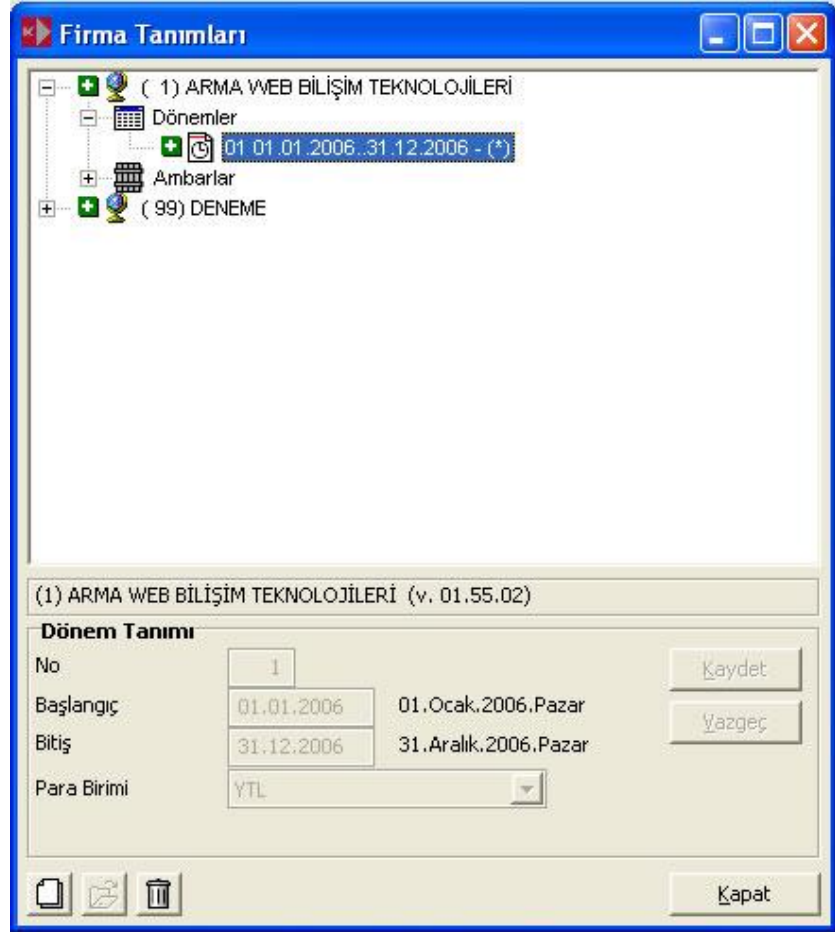 Firma Tanımları
( 1) ARMA WEB BİLİŞİM TEKNOLOJİLERİ
Dönemler
01 01.01.2006..31.12.2006 - (*)
Ambarlar
( 99) DENEME
(1) ARMA WEB BİLİŞİM TEKNOLOJİLERİ (v. 01.55.02)
Dönem Tanımı
No 1 Kaydet
Başlangıç 01.01.2006 01.Ocak.2006.Pazar
Vazgeç
Bitiş 31.12.2006 31.Aralık.2006.Pazar
Para Birimi YTL
Kapat